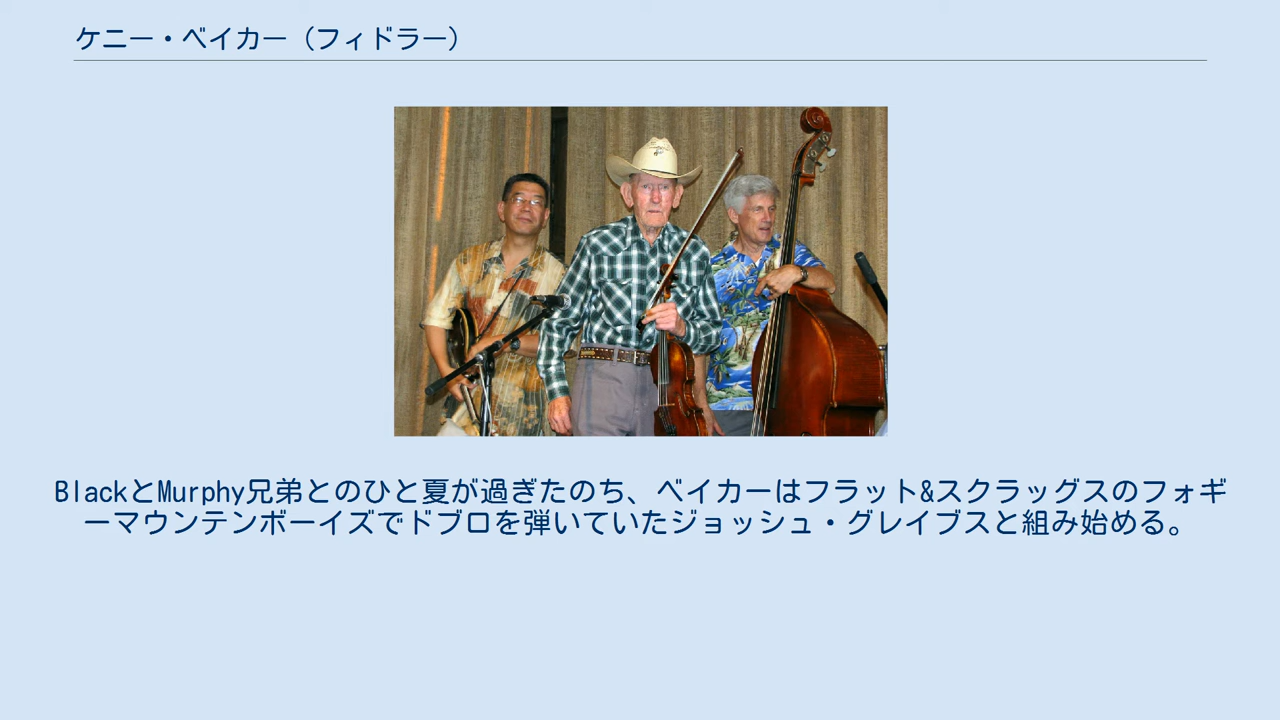 ケニー・ベイカー（フィドラー）
BlackとMurphy兄弟とのひと夏が過ぎたのち、ベイカーはフラット&スクラッグスのフォギ
ーマウンテンボーイズでドブロを弾いていたジョッシュ・グレイブスと組み始める。